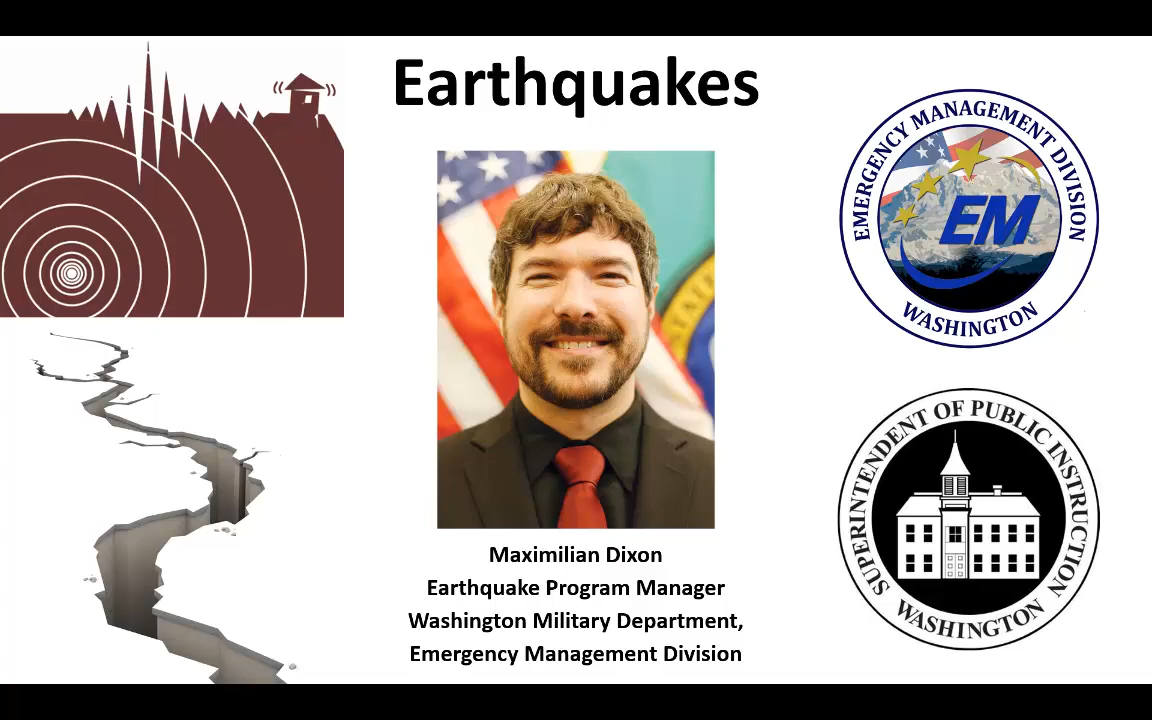 Earthquakes
EMERGENCY MANAGEMENT DIVISION
EM
WASHINGTON
SUPERINTENDENT OF PUBLIC INSTRUCTION
WASHINGTON
Maximilian Dixon
Earthquake Program Manager
Washington Military Department,
Emergency Management Division